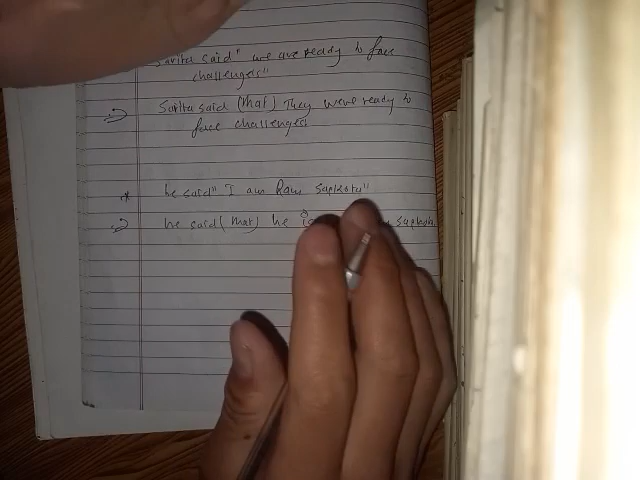 Sarita said" we are ready to face
challenges"
Sarita said (that) They were ready to
face challenges
* he said" I am Ram Sapkota"
he said (that) he is